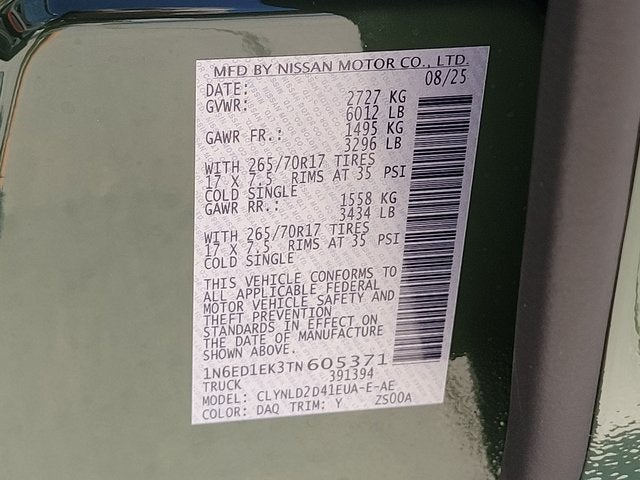 MFD BY NISSAN MOTOR CO., LTD.
DATE: 08/25
GVWR: 2727 KG
6012 LB
GAWR FR.: 1495 KG
3296 LB
WITH 265/70R17 TIRES
17 X 7.5 RIMS AT 35 PSI
COLD SINGLE
GAWR RR.: 1558 KG
3434 LB
WITH 265/70R17 TIRES
17 X 7.5 RIMS AT 35 PSI
COLD SINGLE
THIS VEHICLE CONFORMS TO
ALL APPLICABLE FEDERAL
MOTOR VEHICLE SAFETY AND
THEFT PREVENTION
STANDARDS IN EFFECT ON
THE DATE OF MANUFACTURE
SHOWN ABOVE.
1N6ED1EK3TN605371
TRUCK 391394
MODEL: CLYNLD2D41EUA-E-AE
COLOR: DAQ TRIM: Y ZS00A